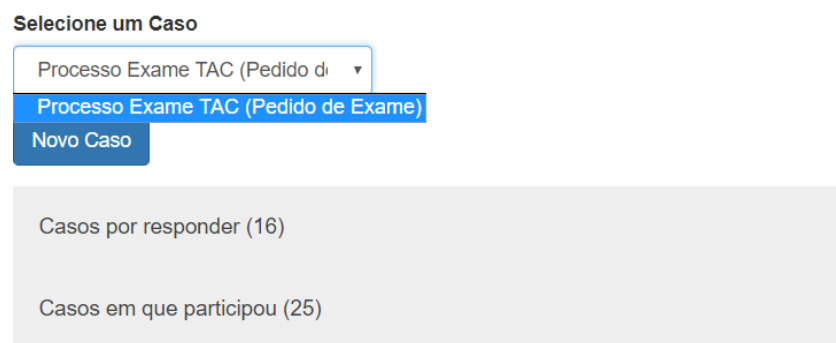 Selecione um Caso
Processo Exame TAC (Pedido d
Processo Exame TAC (Pedido de Exame)
Novo Caso
Casos por responder (16)
Casos em que participou (25)